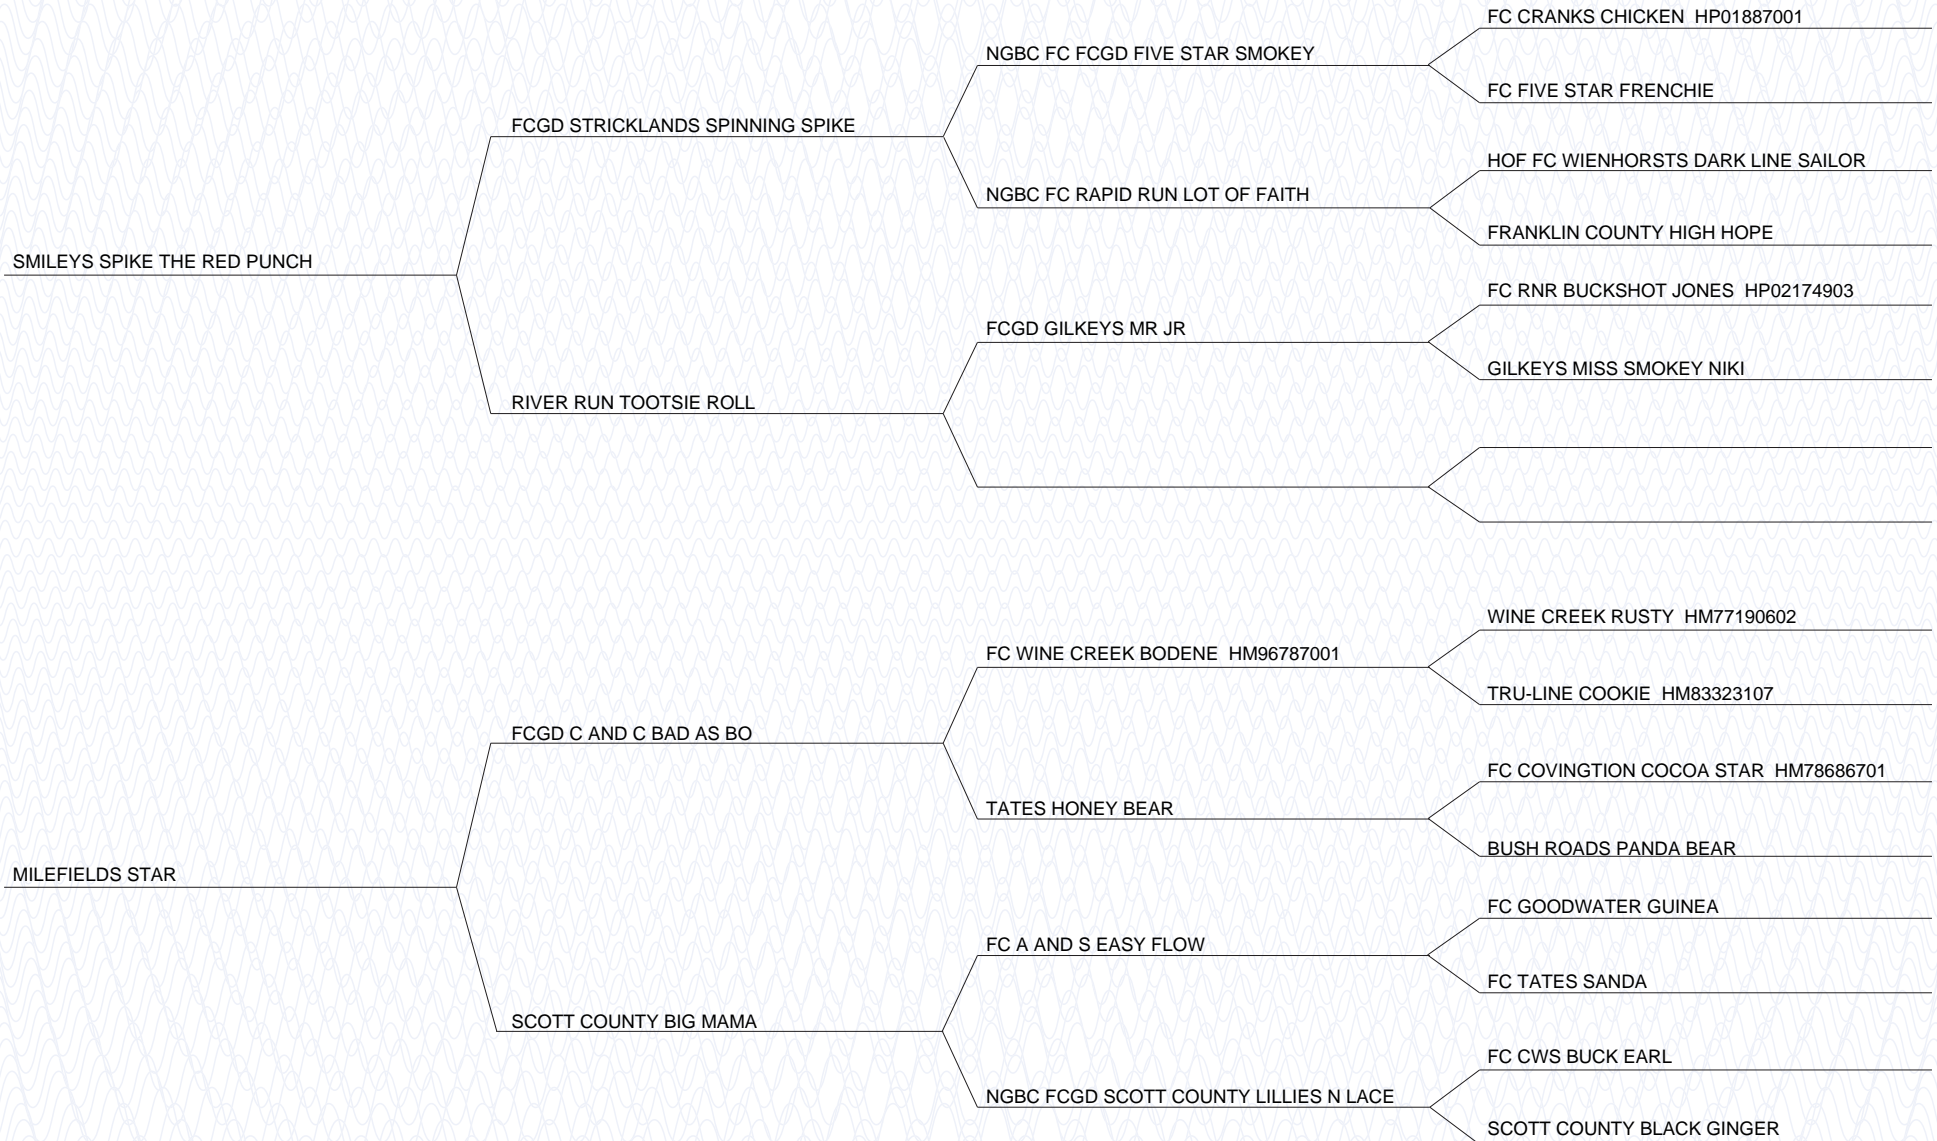 FC CRANKS CHICKEN  HP01887001
NGBC FC FCGD FIVE STAR SMOKEY
FC FIVE STAR FRENCHIE
FCGD STRICKLANDS SPINNING SPIKE
HOF FC WIENHORSTS DARK LINE SAILOR
NGBC FC RAPID RUN LOT OF FAITH
FRANKLIN COUNTY HIGH HOPE
SMILEYS SPIKE THE RED PUNCH
FC RNR BUCKSHOT JONES  HP02174903
FCGD GILKEYS MR JR
GILKEYS MISS SMOKEY NIKI
RIVER RUN TOOTSIE ROLL
WINE CREEK RUSTY  HM77190602
FC WINE CREEK BODENE  HM96787001
TRU-LINE COOKIE  HM83323107
FCGD C AND C BAD AS BO
FC COVINGTION COCOA STAR  HM78686701
TATES HONEY BEAR
BUSH ROADS PANDA BEAR
MILEFIELDS STAR
FC GOODWATER GUINEA
FC A AND S EASY FLOW
FC TATES SANDA
SCOTT COUNTY BIG MAMA
FC CWS BUCK EARL
NGBC FCGD SCOTT COUNTY LILLIES N LACE
SCOTT COUNTY BLACK GINGER